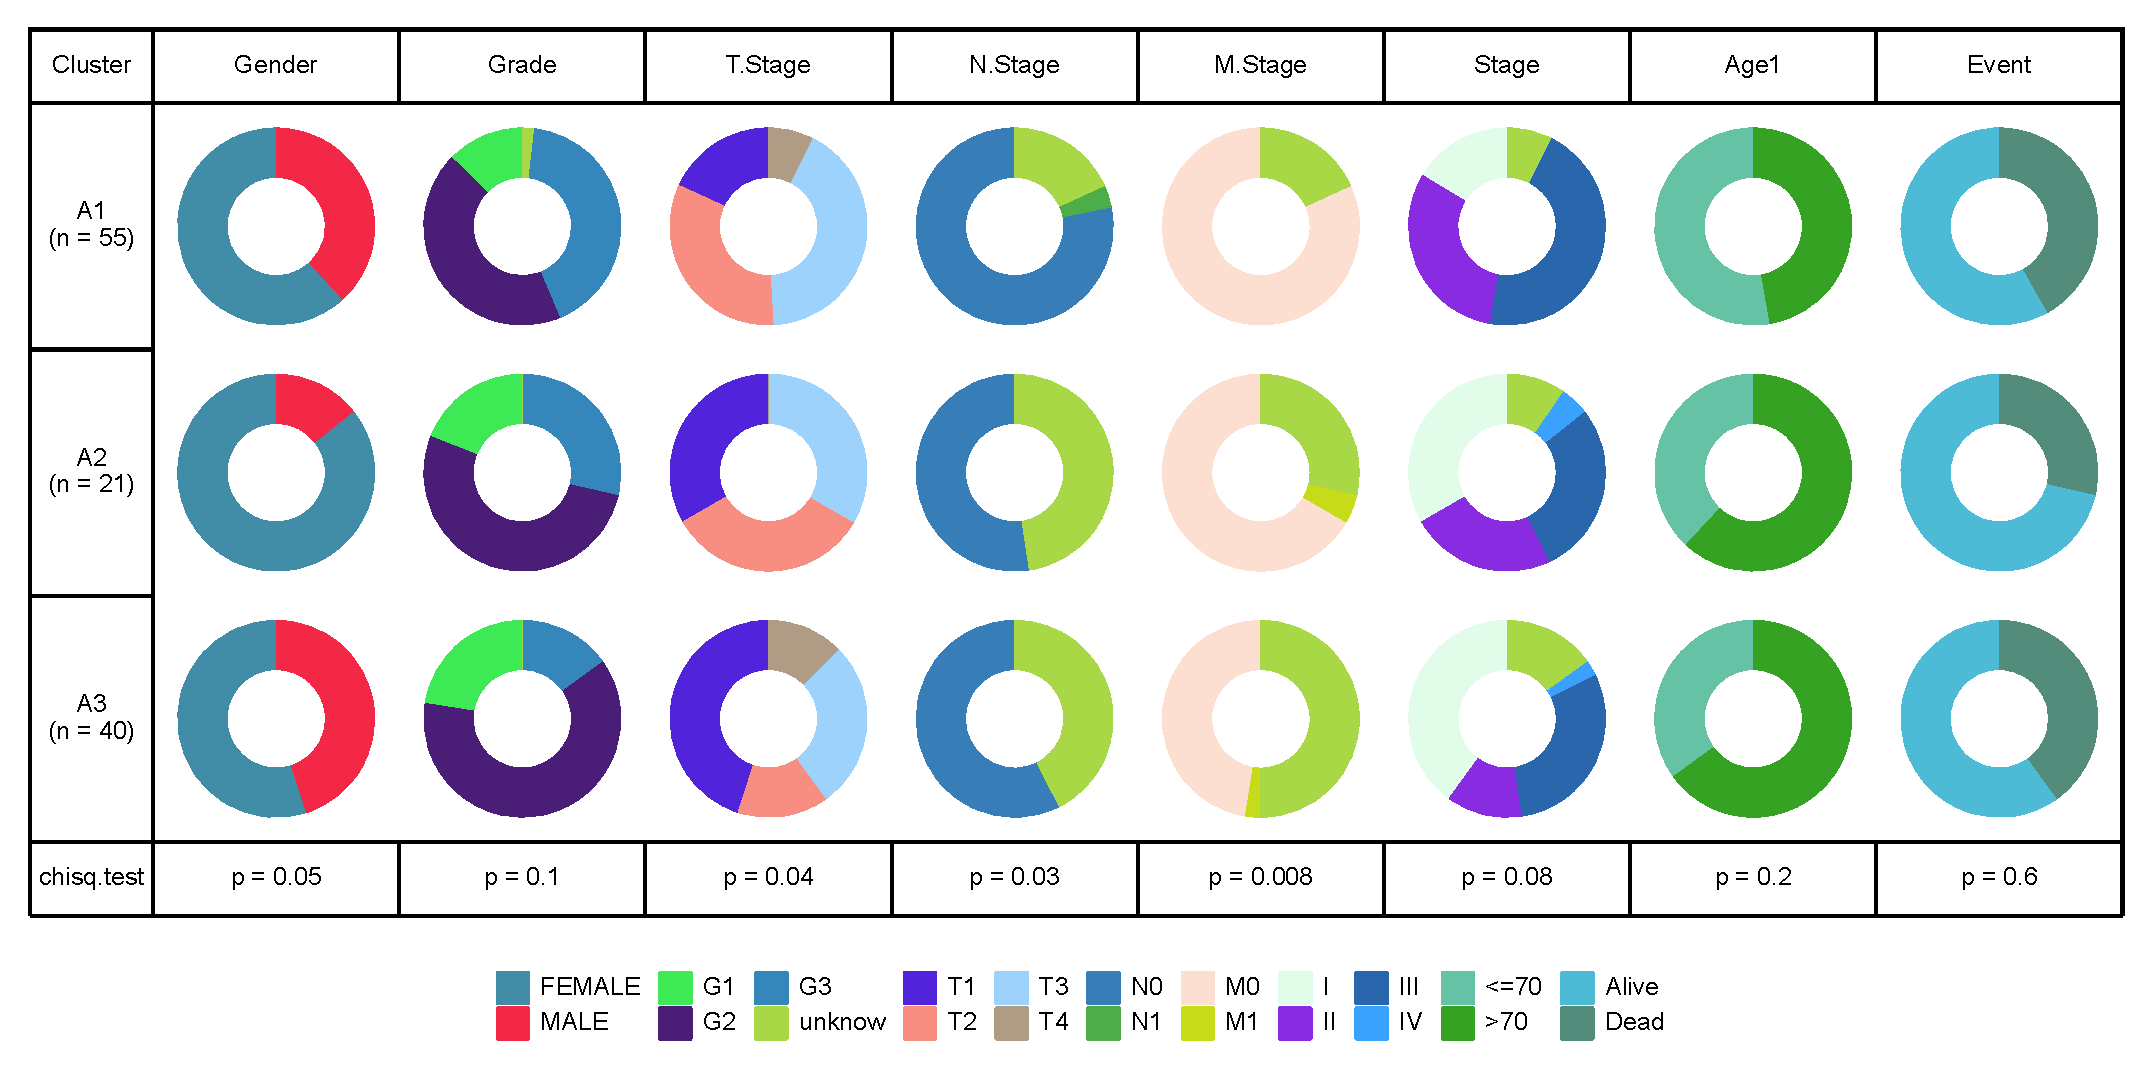 Cluster Gender Grade T.Stage N.Stage M.Stage Stage Age1 Event
A1
(n = 55)
A2
(n = 21)
A3
(n = 40)
chisq.test p = 0.05 p = 0.1 p = 0.04 p = 0.03 p = 0.008 p = 0.08 p = 0.2 p = 0.6
FEMALE G1 G3 T1 T3 N0 M0 I III <=70 Alive
MALE G2 unknow T2 T4 N1 M1 II IV >70 Dead